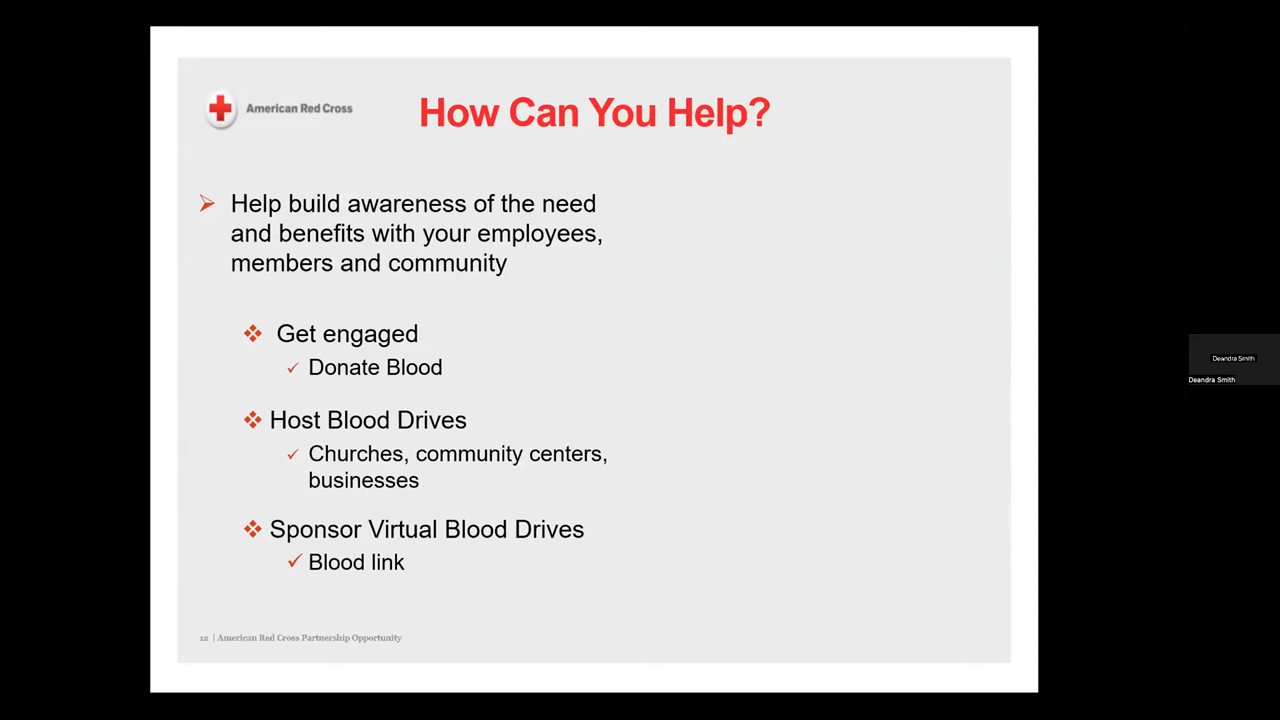 American Red Cross
How Can You Help?
Help build awareness of the need
and benefits with your employees,
members and community
Get engaged
Donate Blood
Host Blood Drives
Churches, community centers,
businesses
Sponsor Virtual Blood Drives
Blood link
12 | American Red Cross Partnership Opportunity
Deandra Smith
Deandra Smith